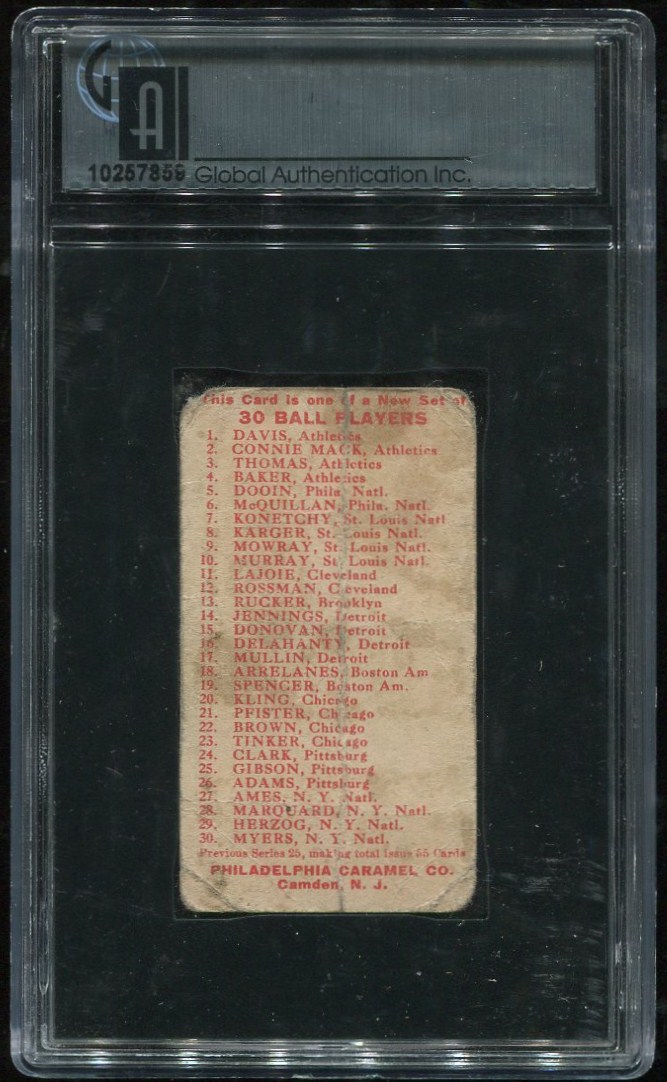 GA
10257859 Global Authentication Inc.
This Card is one of a New Set of
30 BALL PLAYERS
1. DAVIS, Athletics
2. CONNIE MACK, Athletics
3. THOMAS, Athletics
4. BAKER, Athletics
5. DOOIN, Phila. Natl.
6. McQUILLAN, Phila. Natl.
7. KONETCHY, St. Louis Natl
8. KARGER, St. Louis Natl.
9. MOWRAY, St. Louis Natl.
10. MURRAY, St. Louis Natl.
11. LAJOIE, Cleveland
12. ROSSMAN, Cleveland
13. RUCKER, Brooklyn
14. JENNINGS, Detroit
15. DONOVAN, Detroit
16. DELAHANTY, Detroit
17. MULLIN, Detroit
18. ARRELANES, Boston Am
19. SPENCER, Boston Am.
20. KLING, Chicago
21. PFISTER, Chicago
22. BROWN, Chicago
23. TINKER, Chicago
24. CLARK, Pittsburg
25. GIBSON, Pittsburg
26. ADAMS, Pittsburg
27. AMES, N. Y. Natl.
28. MARQUARD, N. Y. Natl.
29. HERZOG, N. Y. Natl.
30. MYERS, N. Y. Natl.
Previous Series 25, making total issue 55 Cards
PHILADELPHIA CARAMEL CO.
Camden, N. J.